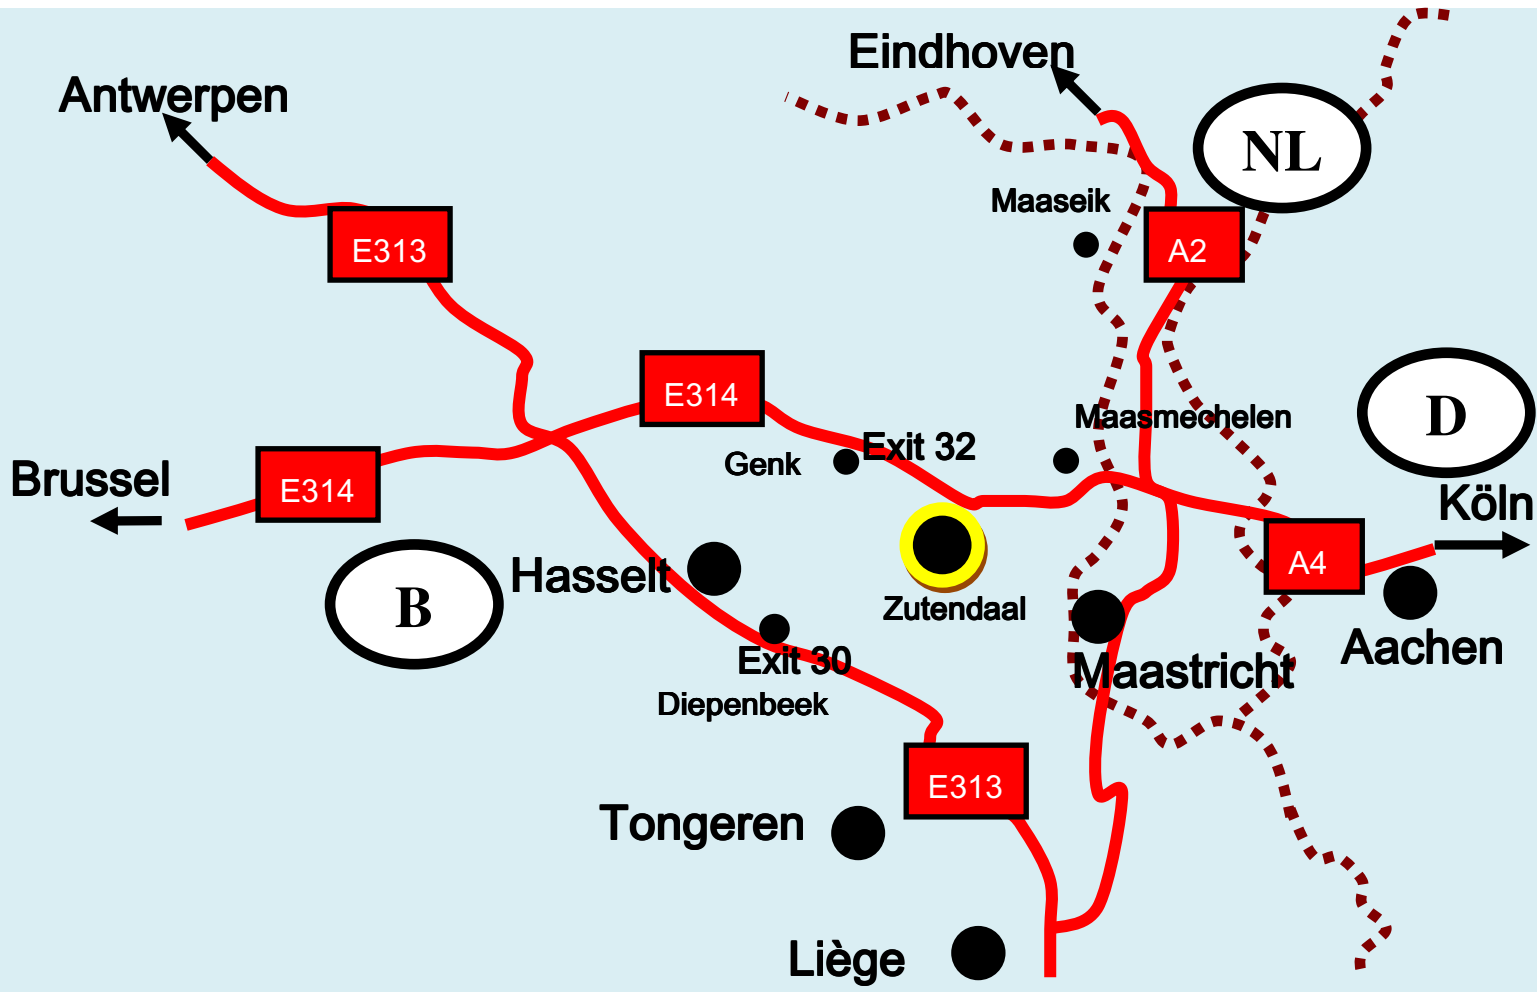 Eindhoven
Antwerpen
NL
Maaseik
E313
A2
E314
Maasmechelen
D
Exit 32
Genk
Brussel
E314
Köln
A4
Hasselt
B
Zutendaal
Aachen
Exit 30
Maastricht
Diepenbeek
E313
Tongeren
Liège